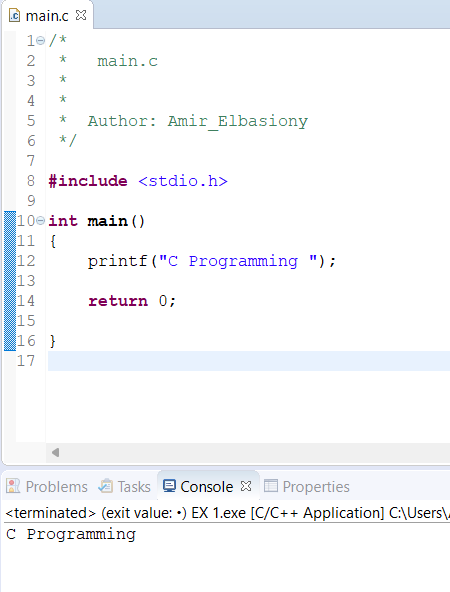 main.c
1 /*
2  *   main.c
3  *
4  *
5  *  Author: Amir_Elbasiony
6  */
7
8 #include <stdio.h>
9
10 int main()
11 {
12     printf("C Programming ");
13
14     return 0;
15
16 }
17
Problems Tasks Console Properties
<terminated> (exit value: •) EX 1.exe [C/C++ Application] C:\Users\
C Programming